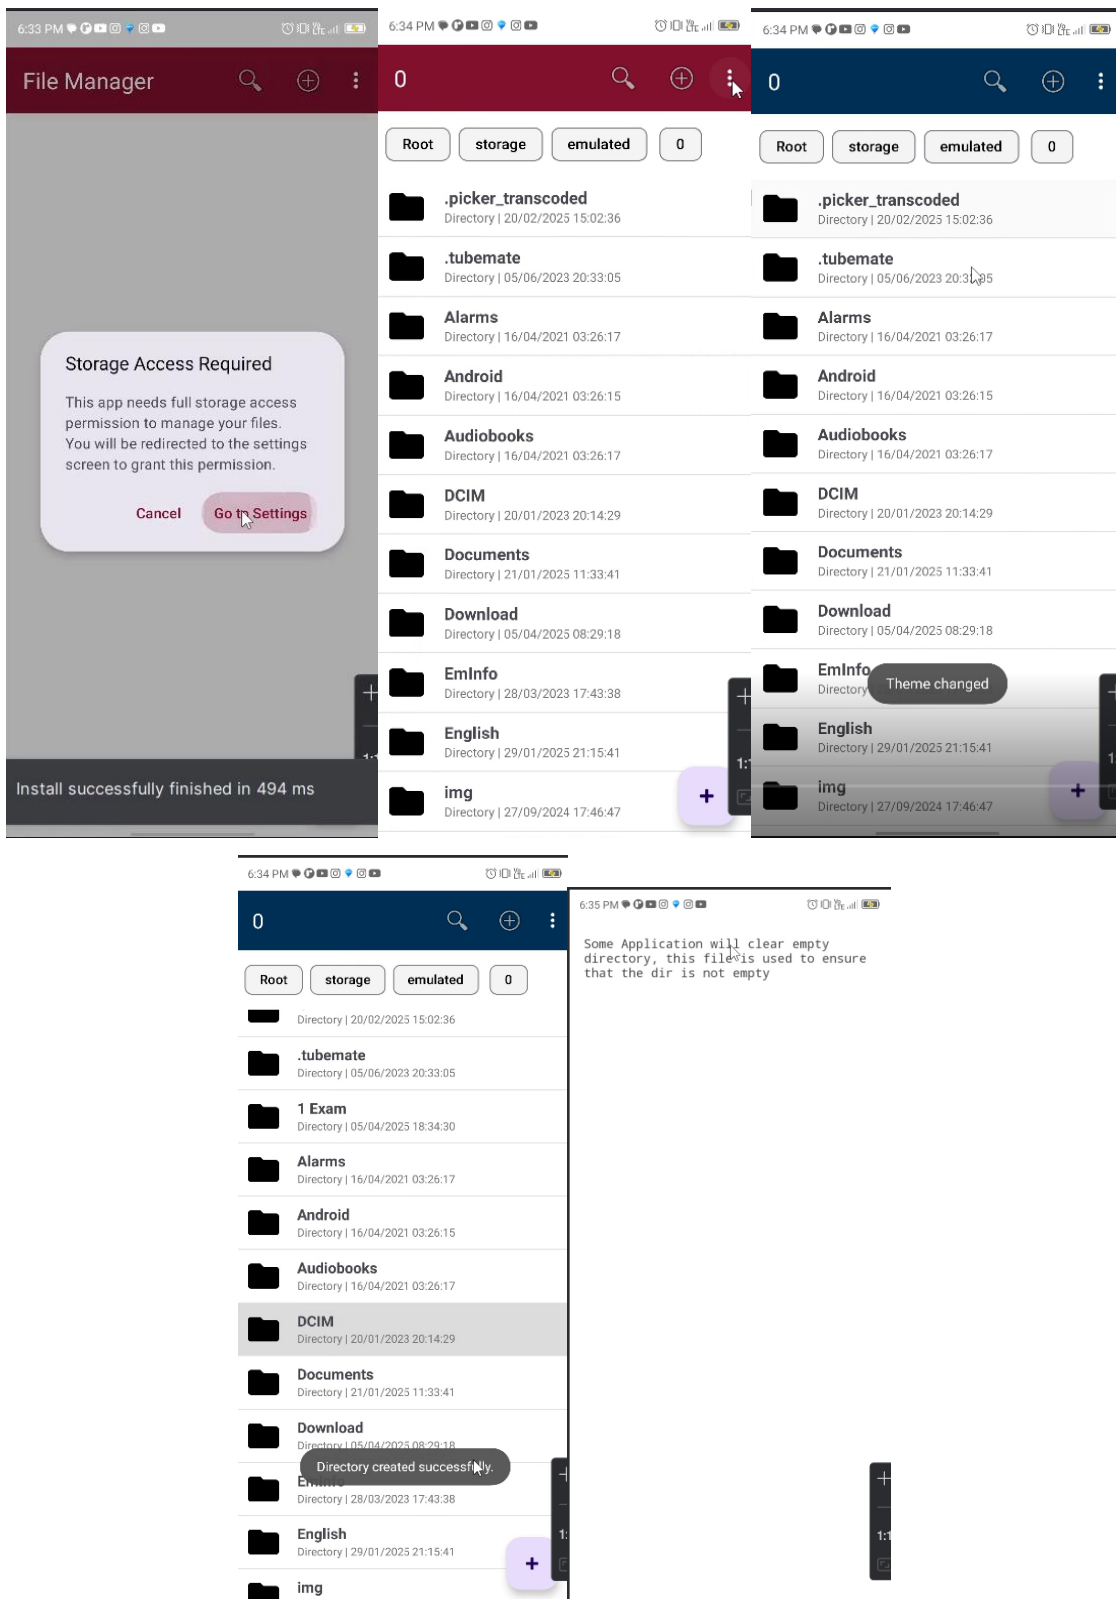 6:33 PM
File Manager
Storage Access Required
This app needs full storage access
permission to manage your files.
You will be redirected to the settings
screen to grant this permission.
Cancel
Go to Settings
Install successfully finished in 494 ms
6:34 PM
0
Root
storage
emulated
0
.picker_transcoded
Directory | 20/02/2025 15:02:36
.tubemate
Directory | 05/06/2023 20:33:05
Alarms
Directory | 16/04/2021 03:26:17
Android
Directory | 16/04/2021 03:26:15
Audiobooks
Directory | 16/04/2021 03:26:17
DCIM
Directory | 20/01/2023 20:14:29
Documents
Directory | 21/01/2025 11:33:41
Download
Directory | 05/04/2025 08:29:18
EmInfo
Directory | 28/03/2023 17:43:38
English
Directory | 29/01/2025 21:15:41
img
Directory | 27/09/2024 17:46:47
6:34 PM
0
Root
storage
emulated
0
.picker_transcoded
Directory | 20/02/2025 15:02:36
.tubemate
Directory | 05/06/2023
Alarms
Directory | 16/04/2021 03:26:17
Android
Directory | 16/04/2021 03:26:15
Audiobooks
Directory | 16/04/2021 03:26:17
DCIM
Directory | 20/01/2023 20:14:29
Documents
Directory | 21/01/2025 11:33:41
Download
Directory | 05/04/2025 08:29:18
EmInfo
Directory
Theme changed
English
Directory | 29/01/2025 21:15:41
img
Directory | 27/09/2024 17:46:47
6:34 PM
0
Root
storage
emulated
0
Directory | 20/02/2025 15:02:36
.tubemate
Directory | 05/06/2023 20:33:05
1 Exam
Directory | 05/04/2025 18:34:30
Alarms
Directory | 16/04/2021 03:26:17
Android
Directory | 16/04/2021 03:26:15
Audiobooks
Directory | 16/04/2021 03:26:17
DCIM
Directory | 20/01/2023 20:14:29
Documents
Directory | 21/01/2025 11:33:41
Download
Directory | 05/04/2025 08:29:18
Directory created successfully.
EmInfo
Directory | 28/03/2023 17:43:38
English
Directory | 29/01/2025 21:15:41
img
6:35 PM
Some Application will clear empty
directory, this file is used to ensure
that the dir is not empty
1:1